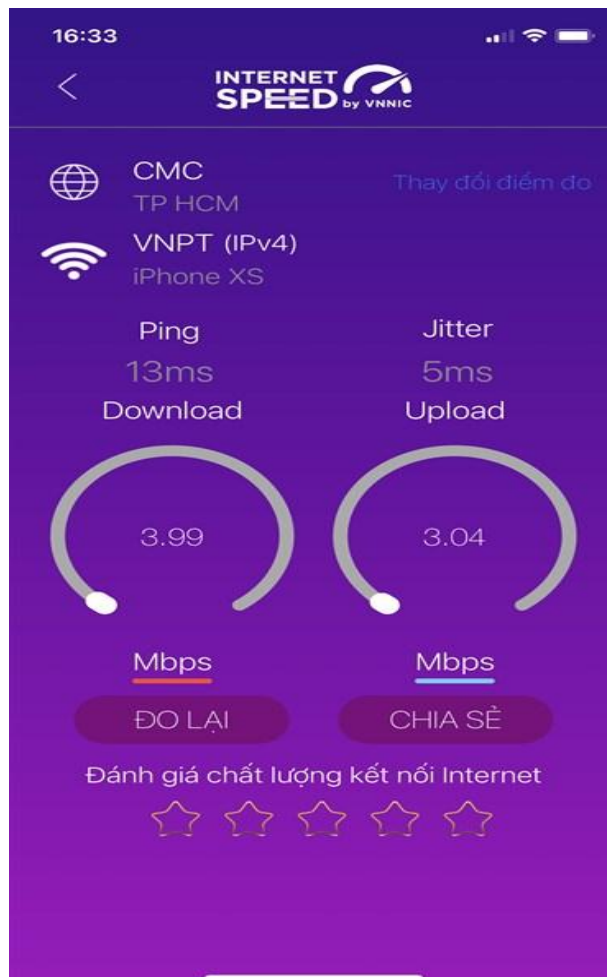 16:33
INTERNET
SPEED by VNNIC
CMC
TP HCM
Thay đổi điểm đo
VNPT (IPv4)
iPhone XS
Ping
Jitter
13ms
5ms
Download
Upload
3.99
3.04
Mbps
Mbps
ĐO LẠI
CHIA SẺ
Đánh giá chất lượng kết nối Internet